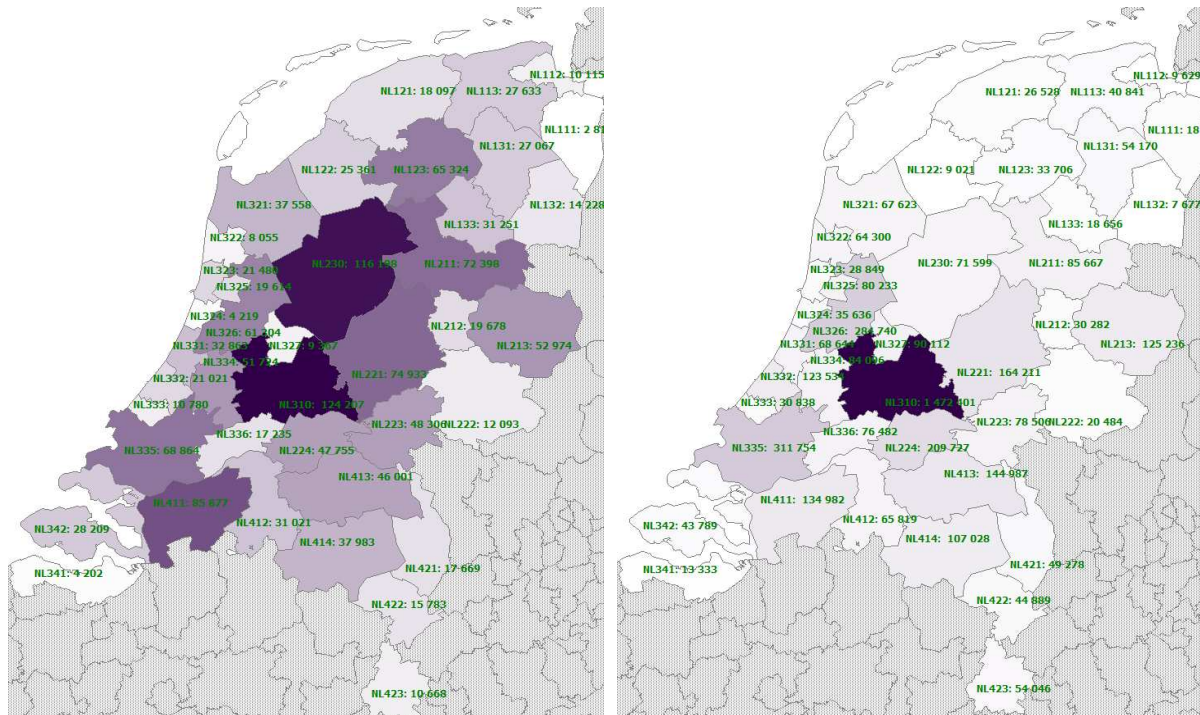 NL112: 10 115
NL121: 18 097
NL113: 27 633
NL111: 2 81
NL131: 27 067
NL122: 25 361
NL123: 65 324
NL132: 14 228
NL321: 37 558
NL133: 31 251
NL322: 8 055
NL230: 116 198
NL211: 72 398
NL323: 21 480
NL325: 19 614
NL324: 4 219
NL212: 19 678
NL326: 61 204
NL331: 32 863
NL327: 9 367
NL213: 52 974
NL334: 51 724
NL332: 21 021
NL221: 74 933
NL333: 10 780
NL310: 124 207
NL223: 48 306
NL222: 12 093
NL336: 17 235
NL335: 68 864
NL224: 47 755
NL413: 46 001
NL411: 85 877
NL412: 31 021
NL342: 28 209
NL414: 37 983
NL341: 4 202
NL421: 17 669
NL422: 15 783
NL423: 10 668
NL112: 9 629
NL121: 26 528
NL113: 40 841
NL111: 18
NL131: 54 170
NL122: 9 021
NL123: 33 706
NL132: 7 677
NL321: 67 623
NL133: 18 656
NL322: 64 300
NL230: 71 599
NL211: 85 667
NL323: 28 849
NL325: 80 233
NL324: 35 636
NL212: 30 282
NL326: 284 740
NL331: 68 644
NL327: 90 112
NL213: 125 236
NL334: 84 096
NL332: 123 534
NL221: 164 211
NL333: 30 838
NL310: 1 472 401
NL223: 78 506
NL222: 20 484
NL336: 76 482
NL335: 311 754
NL224: 209 727
NL413: 144 987
NL411: 134 982
NL412: 65 819
NL342: 43 789
NL414: 107 028
NL341: 13 333
NL421: 49 278
NL422: 44 889
NL423: 54 046